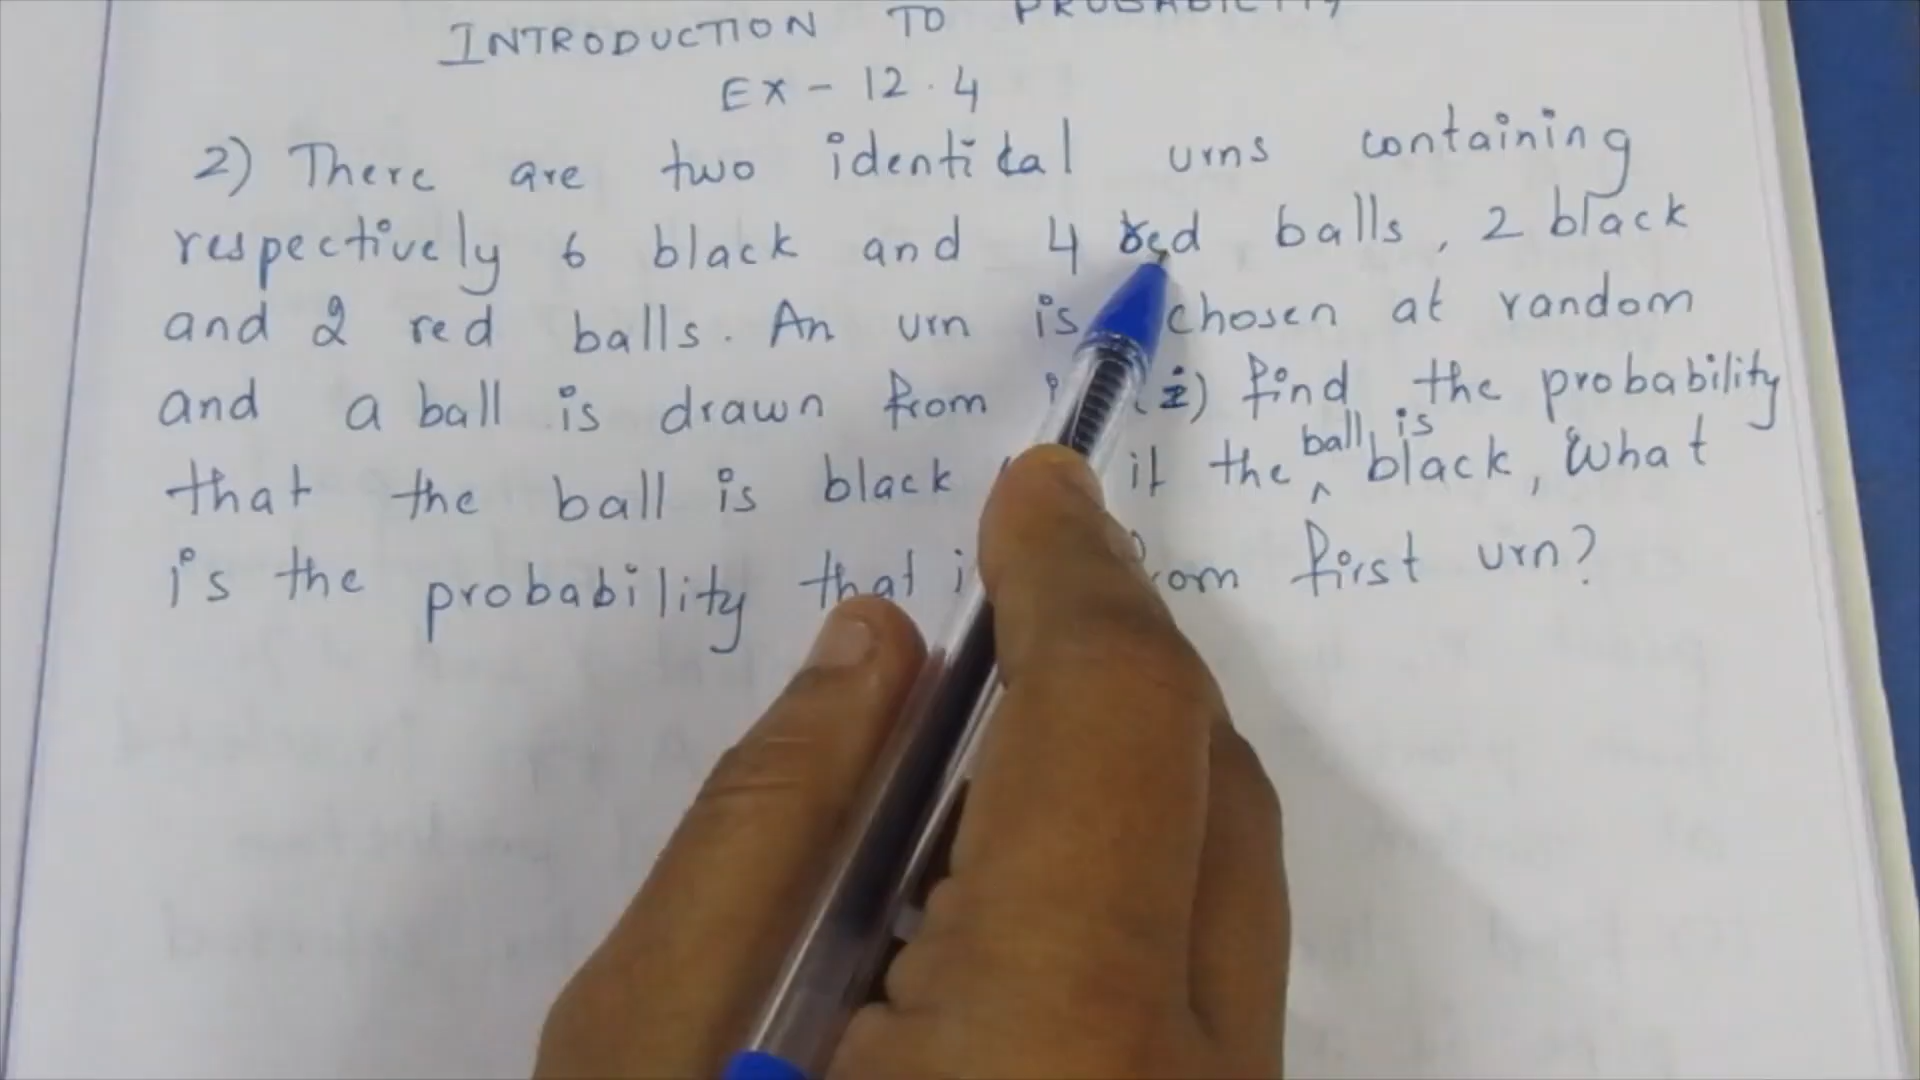 INTRODUCTION TO PROBABILITY
EX - 12.4
2) There are two identical urns containing
respectively 6 black and 4 red balls, 2 black
and 2 red balls. An urn is chosen at random
and a ball is drawn from i) find the probability
that the ball is black if the ball is black, What
is the probability that from first urn?